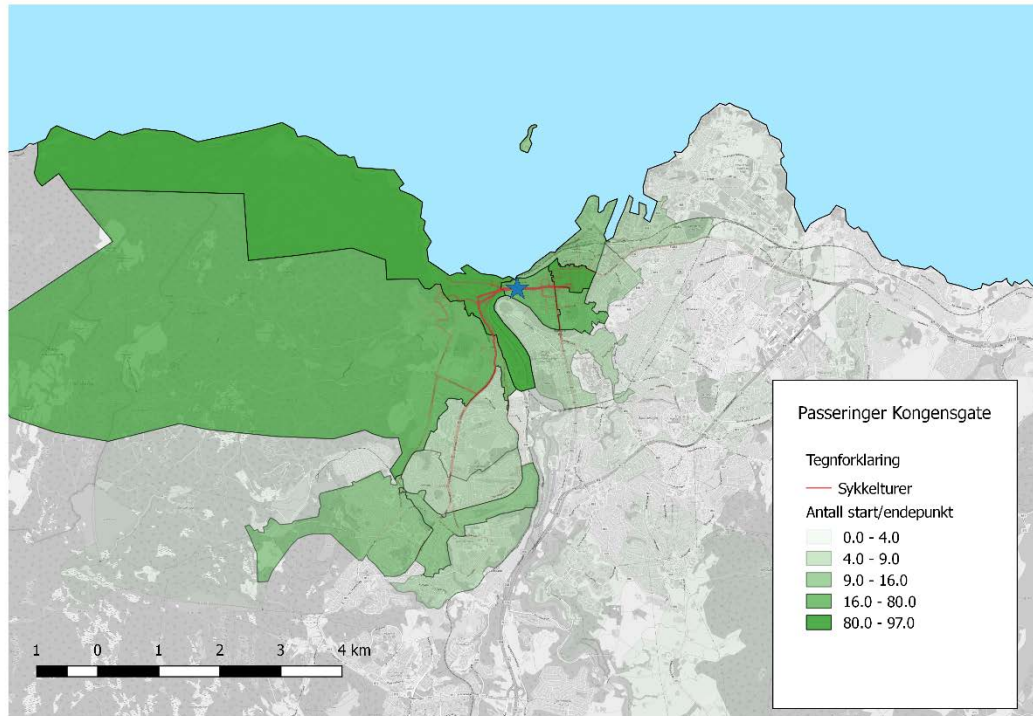 Passeringer Kongensgate
Tegnforklaring
Sykkelturer
Antall start/endepunkt
0.0 - 4.0
4.0 - 9.0
9.0 - 16.0
16.0 - 80.0
80.0 - 97.0
1 0 1 2 3 4 km